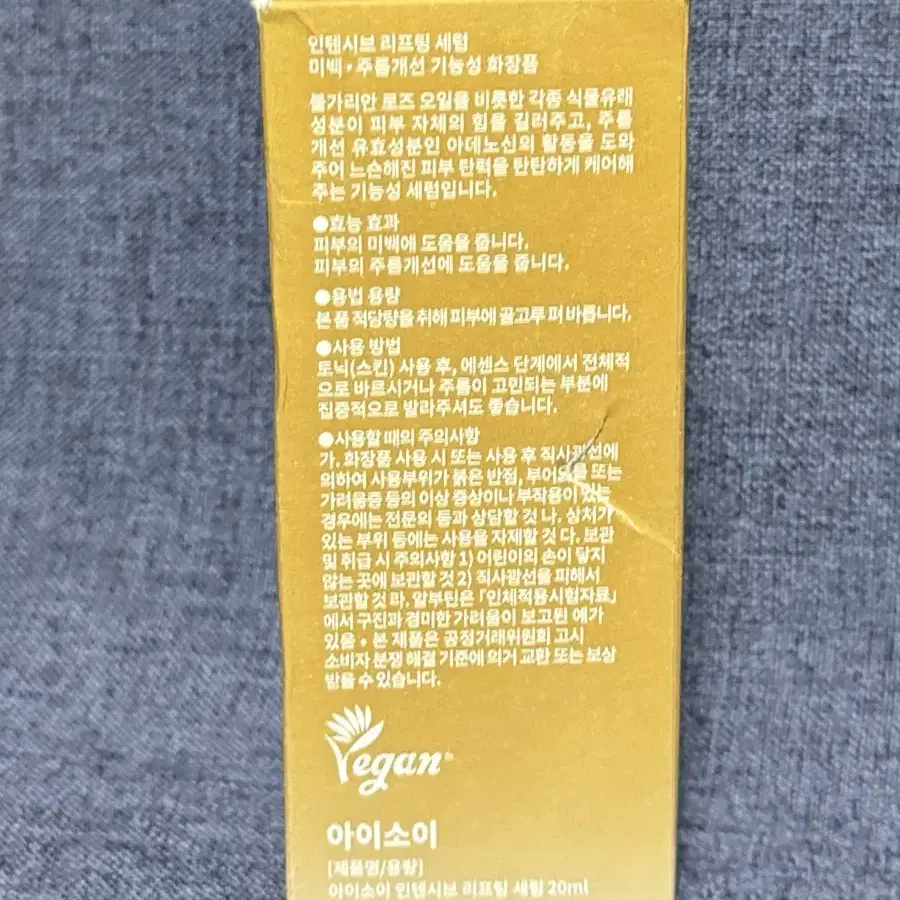 인텐시브 리프팅 세럼
미백•주름개선 기능성 화장품
불가리안 로즈 오일을 비롯한 각종 식물유래
성분이 피부 자체의 힘을 길러주고, 주름
개선 유효성분인 아데노신의 활동을 도와
주어 느슨해진 피부 탄력을 탄탄하게 케어해
주는 기능성 세럼입니다.
●효능 효과
피부의 미백에 도움을 줍니다.
피부의 주름개선에 도움을 줍니다.
●용법 용량
본 품 적당량을 취해 피부에 골고루 펴 바릅니다.
●사용 방법
토닉(스킨) 사용 후, 에센스 단계에서 전체적
으로 바르시거나 주름이 고민되는 부분에
집중적으로 발라주셔도 좋습니다.
●사용할 때의 주의사항
가. 화장품 사용 시 또는 사용 후 직사광선에
의하여 사용부위가 붉은 반점, 부어오름 또는
가려움증 등의 이상 증상이나 부작용이 있는
경우에는 전문의 등과 상담할 것 나. 상처가
있는 부위 등에는 사용을 자제할 것 다. 보관
및 취급 시 주의사항 1) 어린이의 손이 닿지
않는 곳에 보관할 것 2) 직사광선을 피해서
보관할 것 라. 알부틴은 「인체적용시험자료」
에서 구진과 경미한 가려움이 보고된 예가
있음 • 본 제품은 공정거래위원회 고시
소비자 분쟁 해결 기준에 의거 교환 또는 보상
받을 수 있습니다.
Vegan®
아이소이
[제품명/용량]
아이소이 인텐시브 리프팅 세럼 20ml